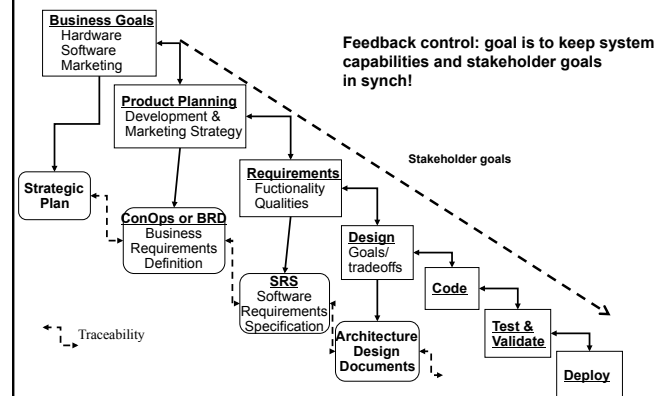 Business Goals
Hardware
Software
Marketing
Feedback control: goal is to keep system
capabilities and stakeholder goals
in synch!
Product Planning
Development &
Marketing Strategy
Stakeholder goals
Requirements
Fuctionality
Qualities
Strategic
Plan
ConOps or BRD
Business
Requirements
Definition
Design
Goals/
tradeoffs
SRS
Software
Requirements
Specification
Code
Traceability
Architecture
Design
Documents
Test &
Validate
Deploy